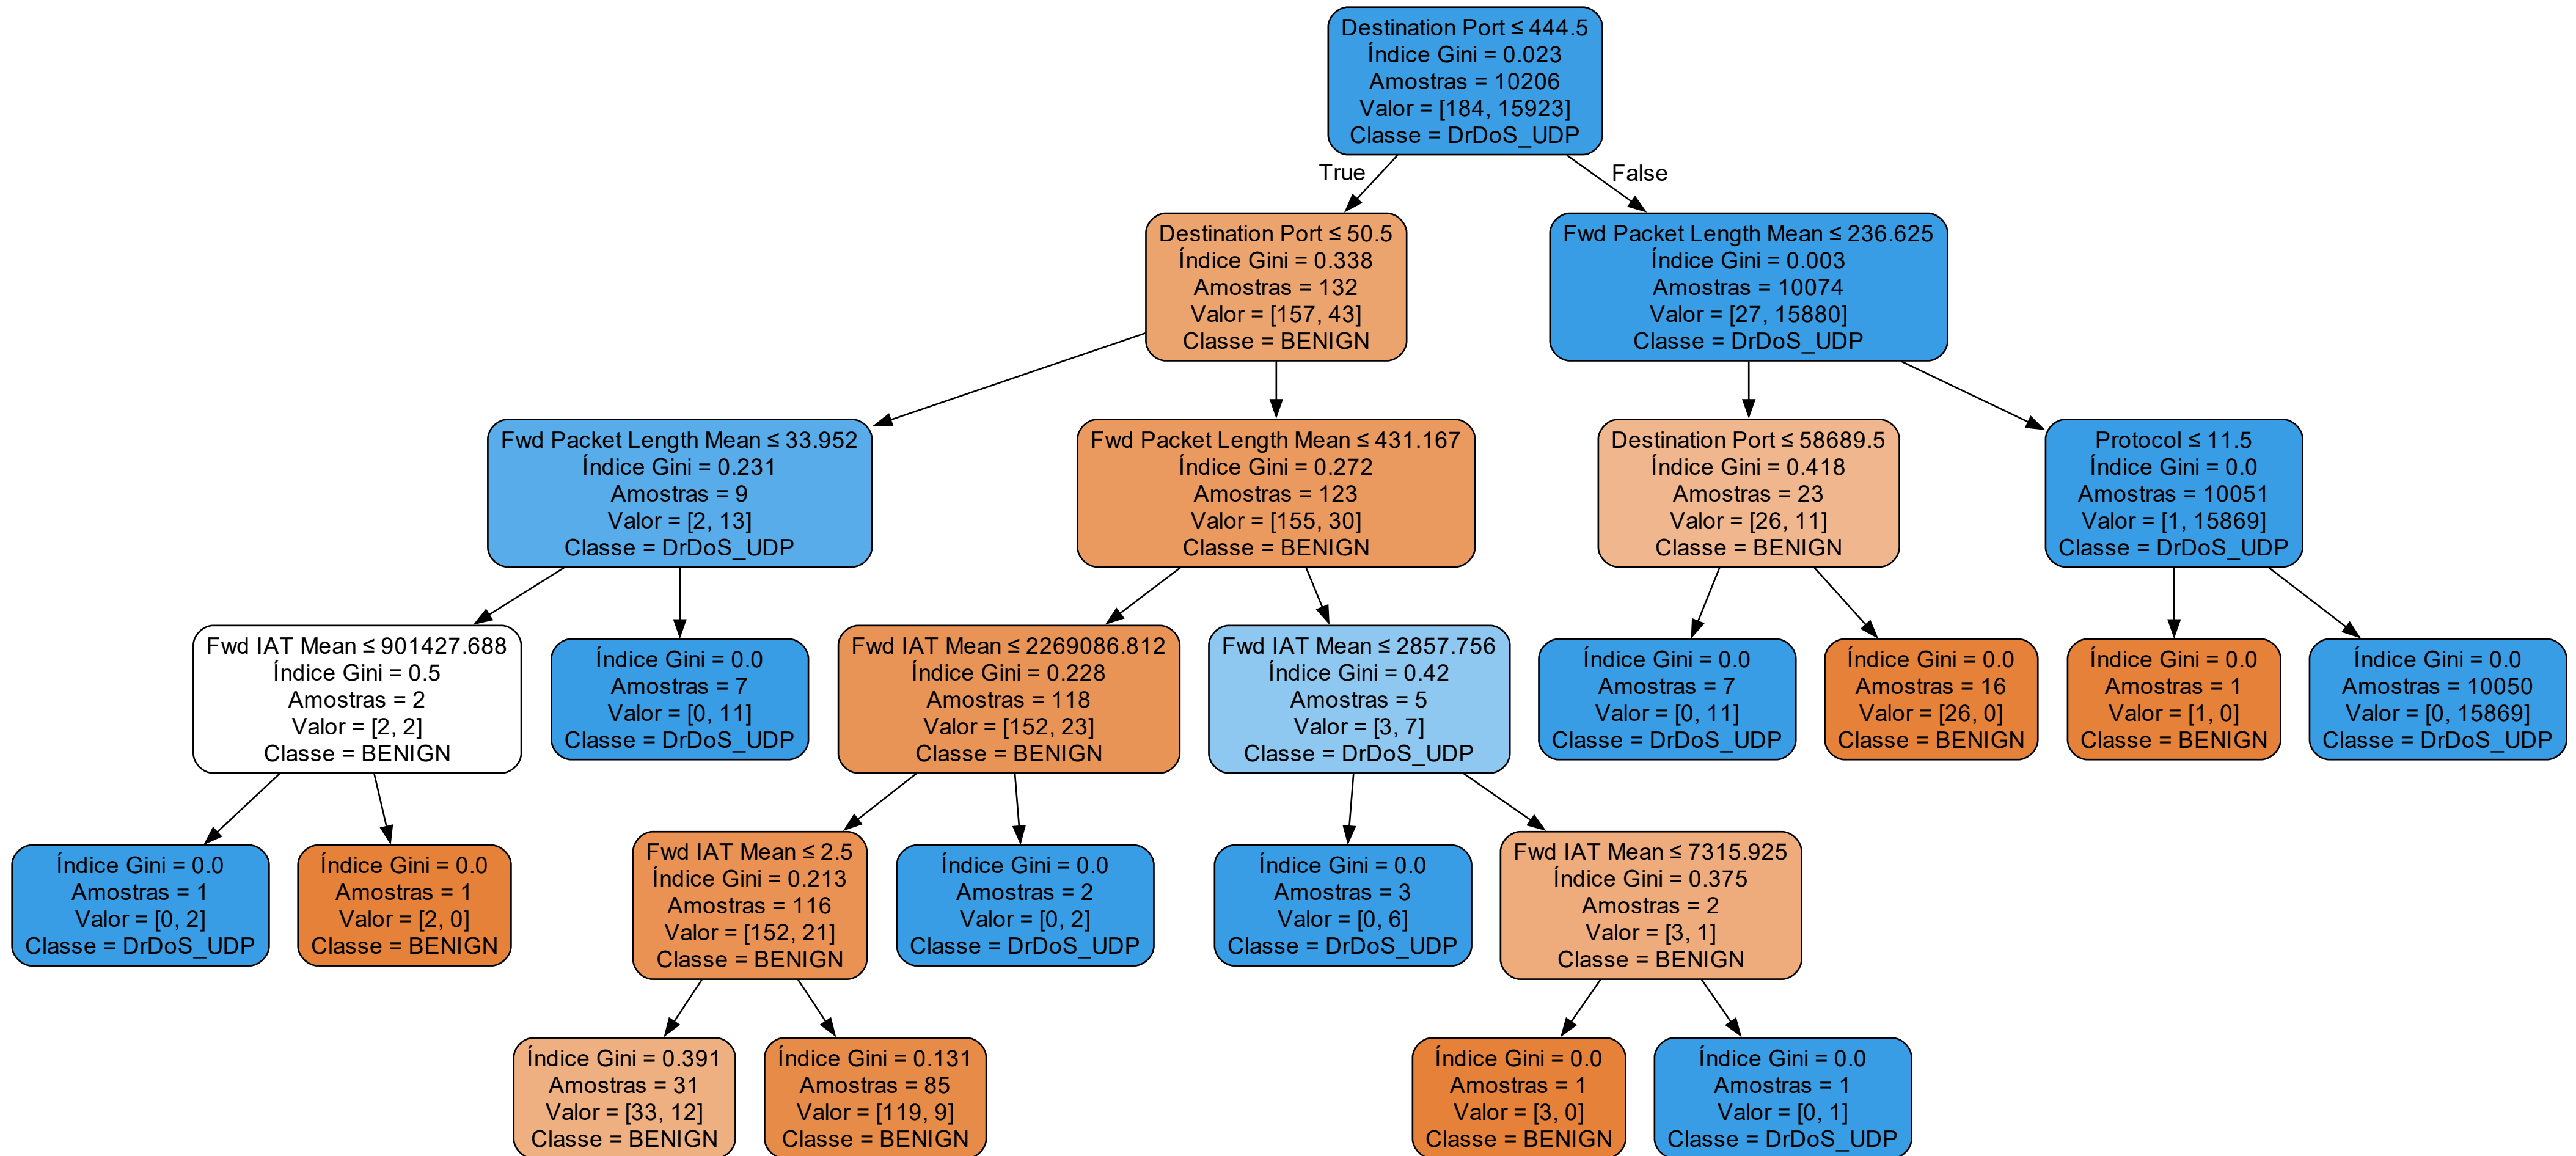 Destination Port ≤ 444.5
Índice Gini = 0.023
Amostras = 10206
Valor = [184, 15923]
Classe = DrDoS_UDP
True
False
Destination Port ≤ 50.5
Índice Gini = 0.338
Amostras = 132
Valor = [157, 43]
Classe = BENIGN
Fwd Packet Length Mean ≤ 236.625
Índice Gini = 0.003
Amostras = 10074
Valor = [27, 15880]
Classe = DrDoS_UDP
Fwd Packet Length Mean ≤ 33.952
Índice Gini = 0.231
Amostras = 9
Valor = [2, 13]
Classe = DrDoS_UDP
Fwd Packet Length Mean ≤ 431.167
Índice Gini = 0.272
Amostras = 123
Valor = [155, 30]
Classe = BENIGN
Destination Port ≤ 58689.5
Índice Gini = 0.418
Amostras = 23
Valor = [26, 11]
Classe = BENIGN
Protocol ≤ 11.5
Índice Gini = 0.0
Amostras = 10051
Valor = [1, 15869]
Classe = DrDoS_UDP
Fwd IAT Mean ≤ 901427.688
Índice Gini = 0.5
Amostras = 2
Valor = [2, 2]
Classe = BENIGN
Índice Gini = 0.0
Amostras = 7
Valor = [0, 11]
Classe = DrDoS_UDP
Fwd IAT Mean ≤ 2269086.812
Índice Gini = 0.228
Amostras = 118
Valor = [152, 23]
Classe = BENIGN
Fwd IAT Mean ≤ 2857.756
Índice Gini = 0.42
Amostras = 5
Valor = [3, 7]
Classe = DrDoS_UDP
Índice Gini = 0.0
Amostras = 7
Valor = [0, 11]
Classe = DrDoS_UDP
Índice Gini = 0.0
Amostras = 16
Valor = [26, 0]
Classe = BENIGN
Índice Gini = 0.0
Amostras = 1
Valor = [1, 0]
Classe = BENIGN
Índice Gini = 0.0
Amostras = 10050
Valor = [0, 15869]
Classe = DrDoS_UDP
Índice Gini = 0.0
Amostras = 1
Valor = [0, 2]
Classe = DrDoS_UDP
Índice Gini = 0.0
Amostras = 1
Valor = [2, 0]
Classe = BENIGN
Fwd IAT Mean ≤ 2.5
Índice Gini = 0.213
Amostras = 116
Valor = [152, 21]
Classe = BENIGN
Índice Gini = 0.0
Amostras = 2
Valor = [0, 2]
Classe = DrDoS_UDP
Índice Gini = 0.0
Amostras = 3
Valor = [0, 6]
Classe = DrDoS_UDP
Fwd IAT Mean ≤ 7315.925
Índice Gini = 0.375
Amostras = 2
Valor = [3, 1]
Classe = BENIGN
Índice Gini = 0.391
Amostras = 31
Valor = [33, 12]
Classe = BENIGN
Índice Gini = 0.131
Amostras = 85
Valor = [119, 9]
Classe = BENIGN
Índice Gini = 0.0
Amostras = 1
Valor = [3, 0]
Classe = BENIGN
Índice Gini = 0.0
Amostras = 1
Valor = [0, 1]
Classe = DrDoS_UDP